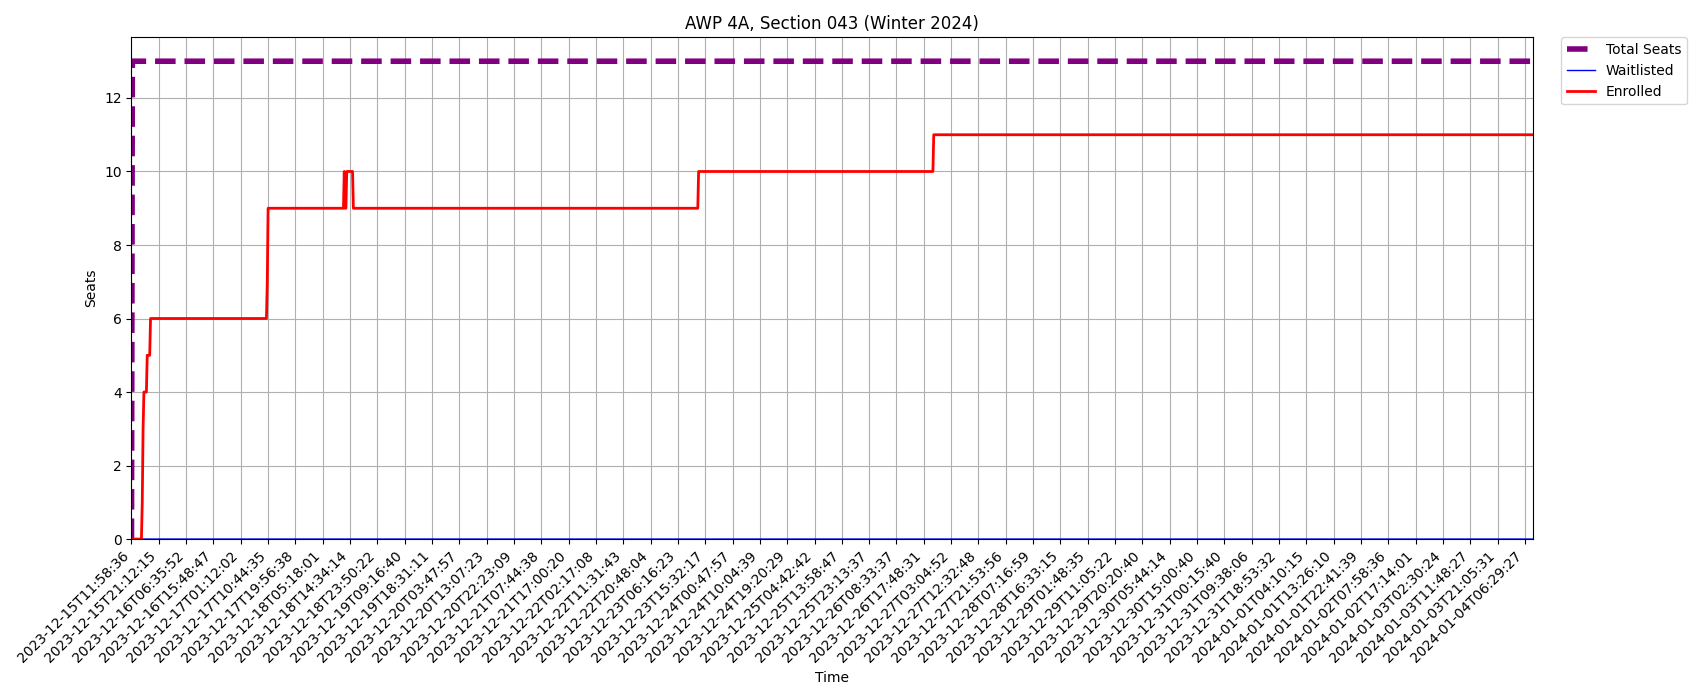 AWP 4A, Section 043 (Winter 2024)
Total Seats
Waitlisted
Enrolled
Seats
12
10
8
6
4
2
0
2023-12-15T11:58:36
2023-12-15T21:12:15
2023-12-16T06:35:52
2023-12-16T15:48:47
2023-12-17T01:12:02
2023-12-17T10:44:35
2023-12-17T19:56:38
2023-12-18T05:18:01
2023-12-18T14:34:14
2023-12-18T23:50:22
2023-12-19T09:16:40
2023-12-19T18:31:11
2023-12-20T03:47:57
2023-12-20T13:07:23
2023-12-20T22:23:09
2023-12-21T07:44:38
2023-12-21T17:00:20
2023-12-22T02:17:08
2023-12-22T11:31:43
2023-12-22T20:48:04
2023-12-23T06:16:23
2023-12-23T15:32:17
2023-12-24T00:47:57
2023-12-24T10:04:39
2023-12-24T19:20:29
2023-12-25T04:42:42
2023-12-25T13:58:47
2023-12-25T23:13:37
2023-12-26T08:33:37
2023-12-26T17:48:31
2023-12-27T03:04:52
2023-12-27T12:32:48
2023-12-27T21:53:56
2023-12-28T07:16:59
2023-12-28T16:33:15
2023-12-29T01:48:35
2023-12-29T11:05:22
2023-12-29T20:20:40
2023-12-30T05:44:14
2023-12-30T15:00:40
2023-12-31T00:15:40
2023-12-31T09:38:06
2023-12-31T18:53:32
2024-01-01T04:10:15
2024-01-01T13:26:10
2024-01-01T22:41:39
2024-01-02T07:58:36
2024-01-02T17:14:01
2024-01-03T02:30:24
2024-01-03T11:48:27
2024-01-03T21:05:31
2024-01-04T06:29:27
Time